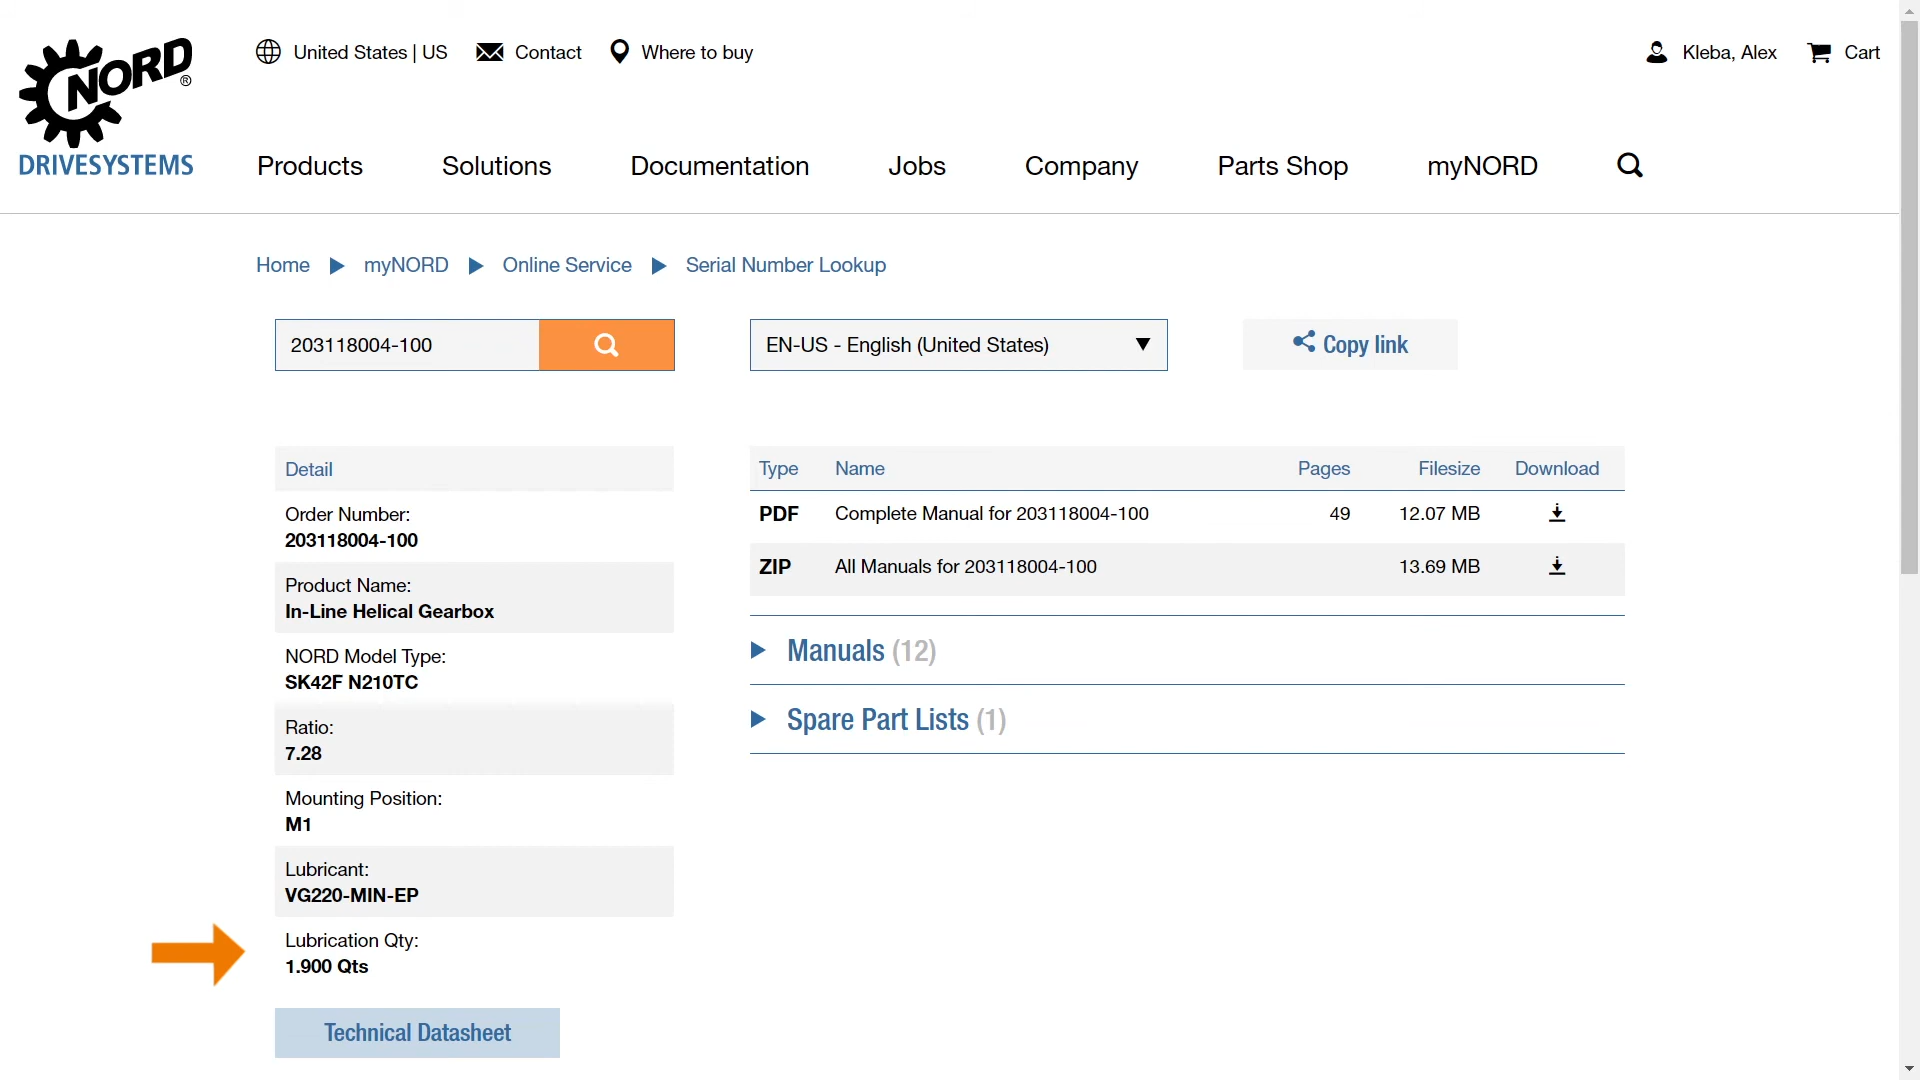 NORD®
DRIVESYSTEMS
United States | US
Contact
Where to buy
Kleba, Alex
Cart
Products
Solutions
Documentation
Jobs
Company
Parts Shop
myNORD
Home
myNORD
Online Service
Serial Number Lookup
203118004-100
EN-US - English (United States)
Copy link
Detail
Order Number:
203118004-100
Product Name:
In-Line Helical Gearbox
NORD Model Type:
SK42F N210TC
Ratio:
7.28
Mounting Position:
M1
Lubricant:
VG220-MIN-EP
Lubrication Qty:
1.900 Qts
Technical Datasheet
Type Name Pages Filesize Download
PDF Complete Manual for 203118004-100 49 12.07 MB
ZIP All Manuals for 203118004-100 13.69 MB
Manuals (12)
Spare Part Lists (1)